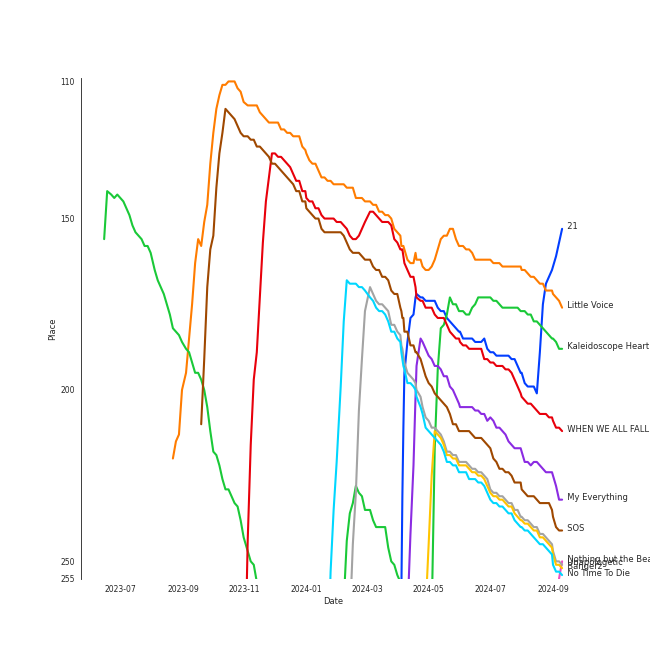 110
150
200
250
255
Place
2023-07
2023-09
2023-11
2024-01
2024-03
2024-05
2024-07
2024-09
Date
21
Little Voice
Kaleidoscope Heart
WHEN WE ALL FALL
My Everything
SOS
Nothing but the Bea
No Time To Die